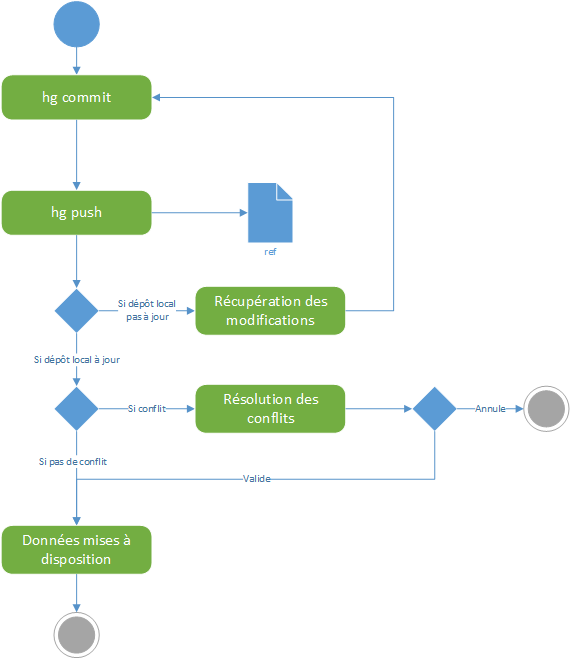 hg commit
hg push
ref
Si dépôt local
pas à jour
Récupération des
modifications
Si dépôt local à jour
Si conflit
Résolution des
conflits
Annule
Si pas de conflit
Valide
Données mises à
disposition